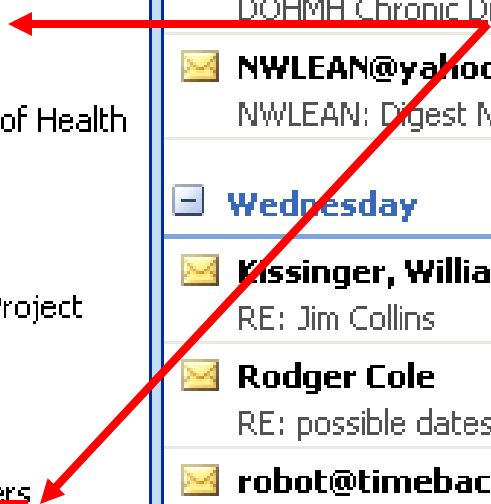 DOHMH Chronic Di
NWLEAN@yahoo
NWLEAN: Digest N
of Health
Wednesday
Kissinger, Willia
RE: Jim Collins
Project
Rodger Cole
RE: possible dates
robot@timebac
ers